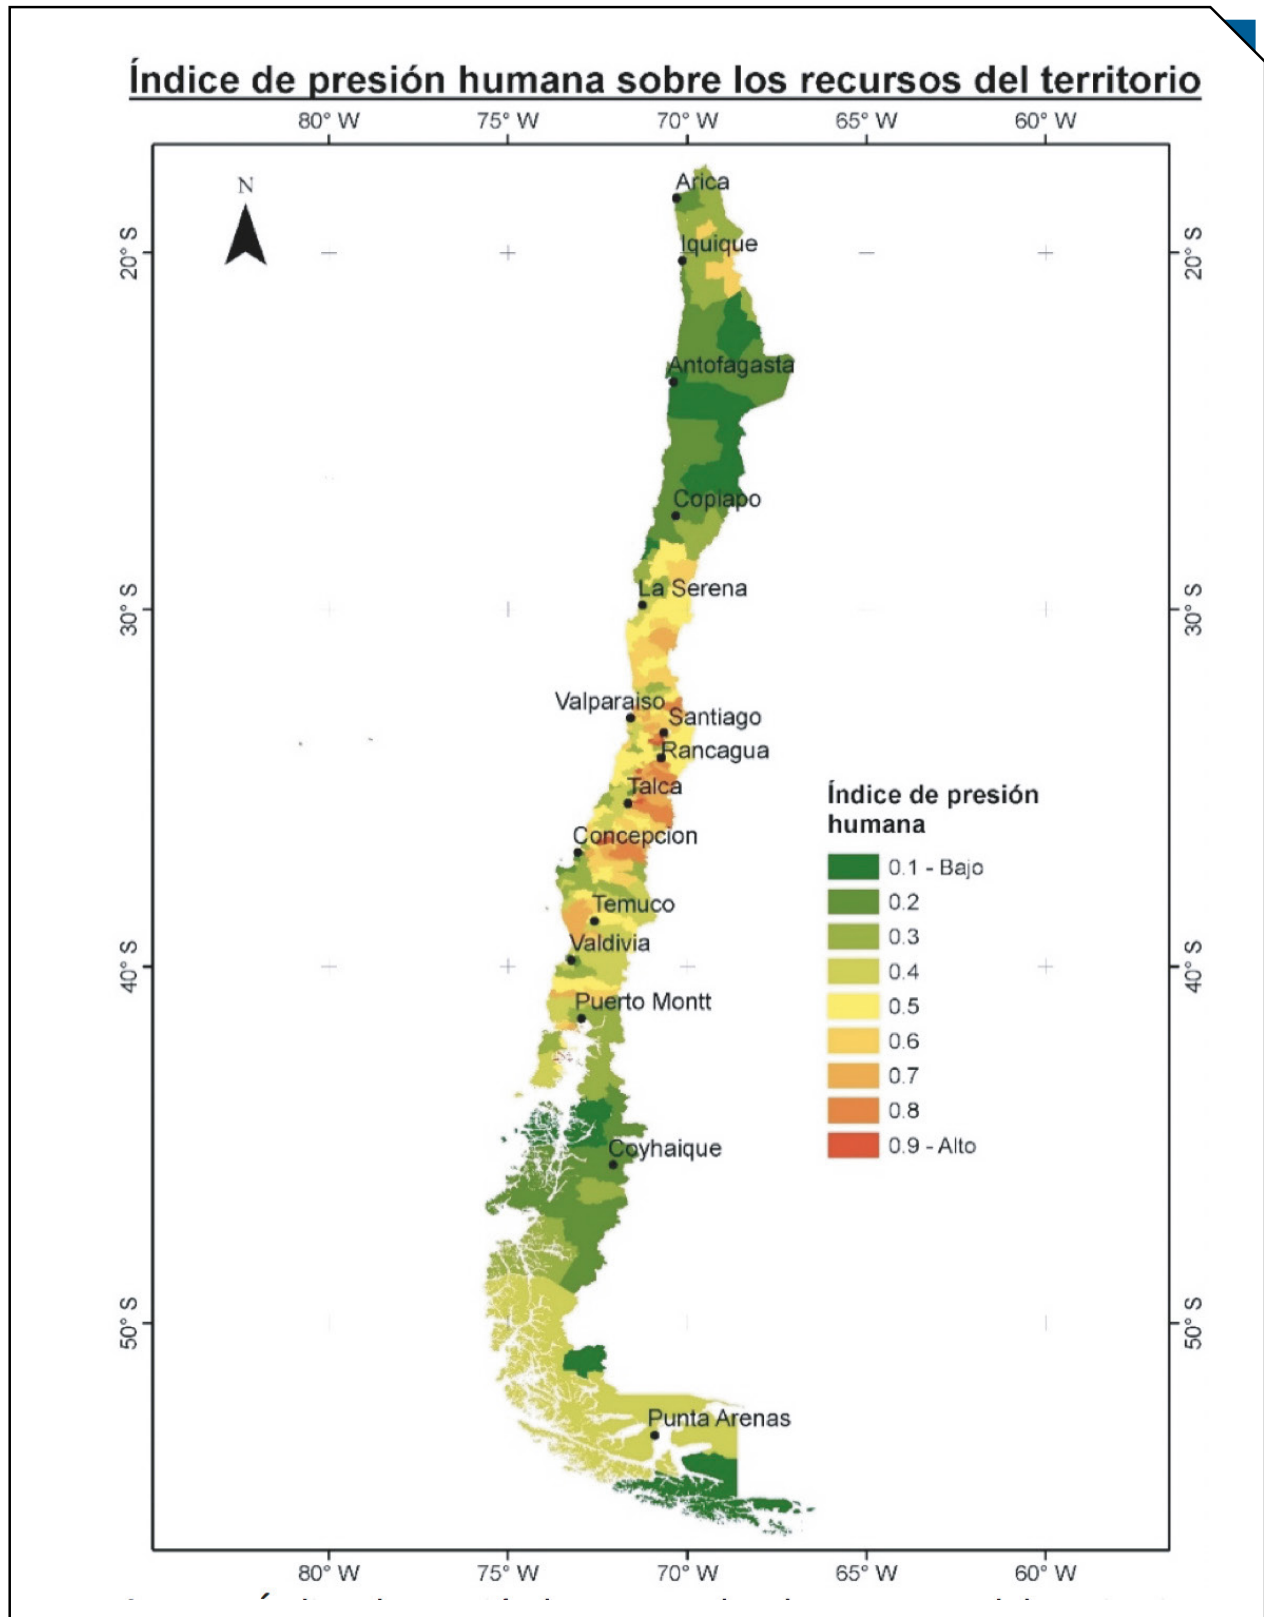 Índice de presión humana sobre los recursos del territorio
80° W 75° W 70° W 65° W 60° W
N
Arica
20° S 20° S
Iquique
Antofagasta
Copiapo
La Serena
30° S 30° S
Valparaiso
Santiago
Rancagua
Talca
Índice de presión
humana
Concepcion
0.1 - Bajo
0.2
Temuco
0.3
Valdivia
40° S 40° S
0.4
Puerto Montt
0.5
0.6
0.7
0.8
0.9 - Alto
Coyhaique
50° S 50° S
Punta Arenas
80° W 75° W 70° W 65° W 60° W